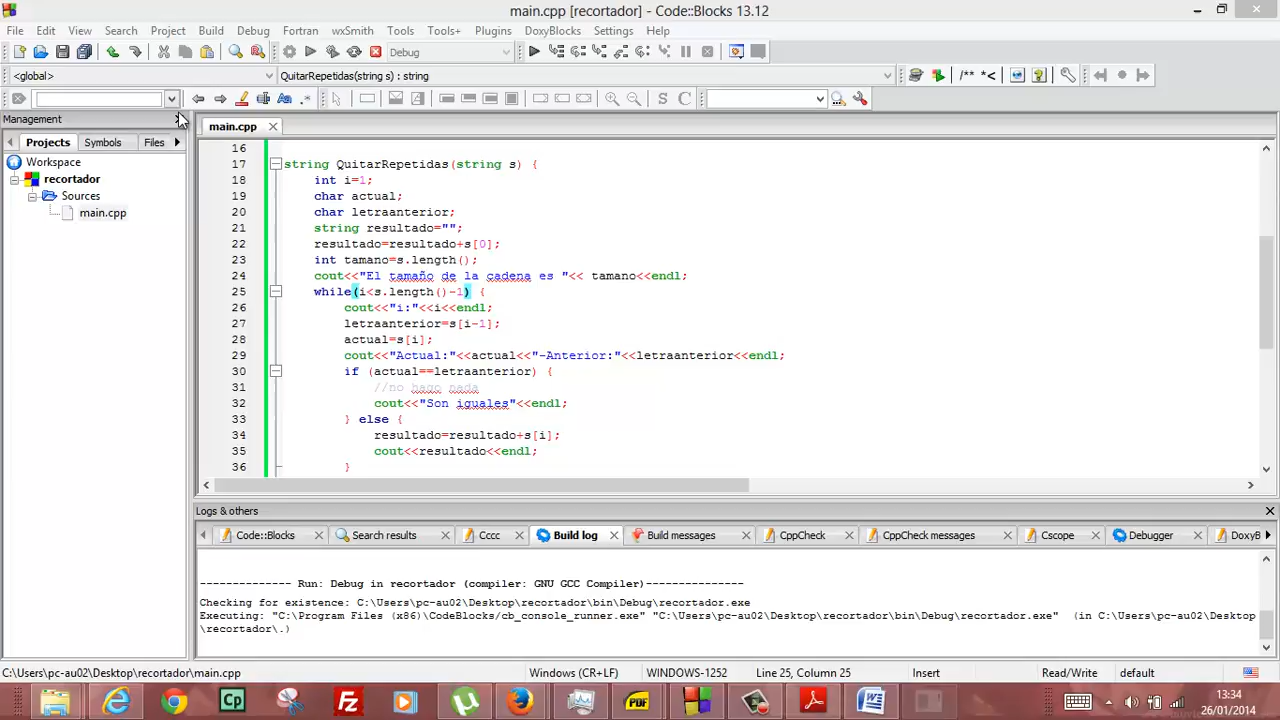 main.cpp [recortador] - Code::Blocks 13.12
File Edit View Search Project Build Debug Fortran wxSmith Tools Tools+ Plugins DoxyBlocks Settings Help
Debug
<global> QuitarRepetidas(string s) : string /** *<
Aa .* S C
Management
main.cpp
Projects Symbols Files
Workspace
recortador
Sources
main.cpp
16
17 string QuitarRepetidas(string s) {
18 int i=1;
19 char actual;
20 char letraanterior;
21 string resultado="";
22 resultado=resultado+s[0];
23 int tamano=s.length();
24 cout<<"El tamaño de la cadena es "<< tamano<<endl;
25 while(i<s.length()-1) {
26 cout<<"i:"<<i<<endl;
27 letraanterior=s[i-1];
28 actual=s[i];
29 cout<<"Actual:"<<actual<<"-Anterior:"<<letraanterior<<endl;
30 if (actual==letraanterior) {
31 //no hago nada
32 cout<<"Son iguales"<<endl;
33 } else {
34 resultado=resultado+s[i];
35 cout<<resultado<<endl;
36 }
Logs & others
Code::Blocks Search results Cccc Build log Build messages CppCheck CppCheck messages Cscope Debugger DoxyB
-------------- Run: Debug in recortador (compiler: GNU GCC Compiler)---------------
Checking for existence: C:\Users\pc-au02\Desktop\recortador\bin\Debug\recortador.exe
Executing: "C:\Program Files (x86)\CodeBlocks/cb_console_runner.exe" "C:\Users\pc-au02\Desktop\recortador\bin\Debug\recortador.exe" (in C:\Users\pc-au02\Desktop
\recortador\.)
C:\Users\pc-au02\Desktop\recortador\main.cpp Windows (CR+LF) WINDOWS-1252 Line 25, Column 25 Insert Read/Write default
Cp Fz PDF W
13:34
26/01/2014